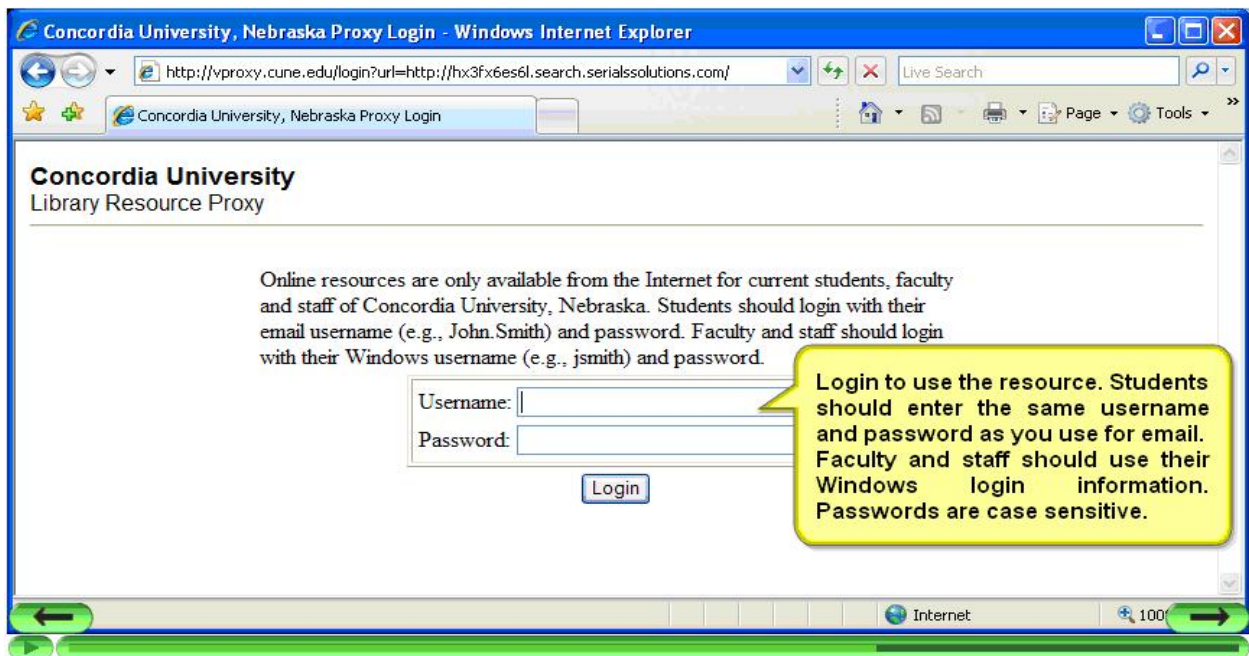 Concordia University, Nebraska Proxy Login - Windows Internet Explorer
http://vproxy.cune.edu/login?url=http://hx3fx6es6l.search.serialssolutions.com/
Live Search
Concordia University, Nebraska Proxy Login
Page
Tools
»
Concordia University
Library Resource Proxy
Online resources are only available from the Internet for current students, faculty
and staff of Concordia University, Nebraska. Students should login with their
email username (e.g., John.Smith) and password. Faculty and staff should login
with their Windows username (e.g., jsmith) and password.
Username:
Password:
Login
Login to use the resource. Students
should enter the same username
and password as you use for email.
Faculty and staff should use their
Windows login information.
Passwords are case sensitive.
Internet
100